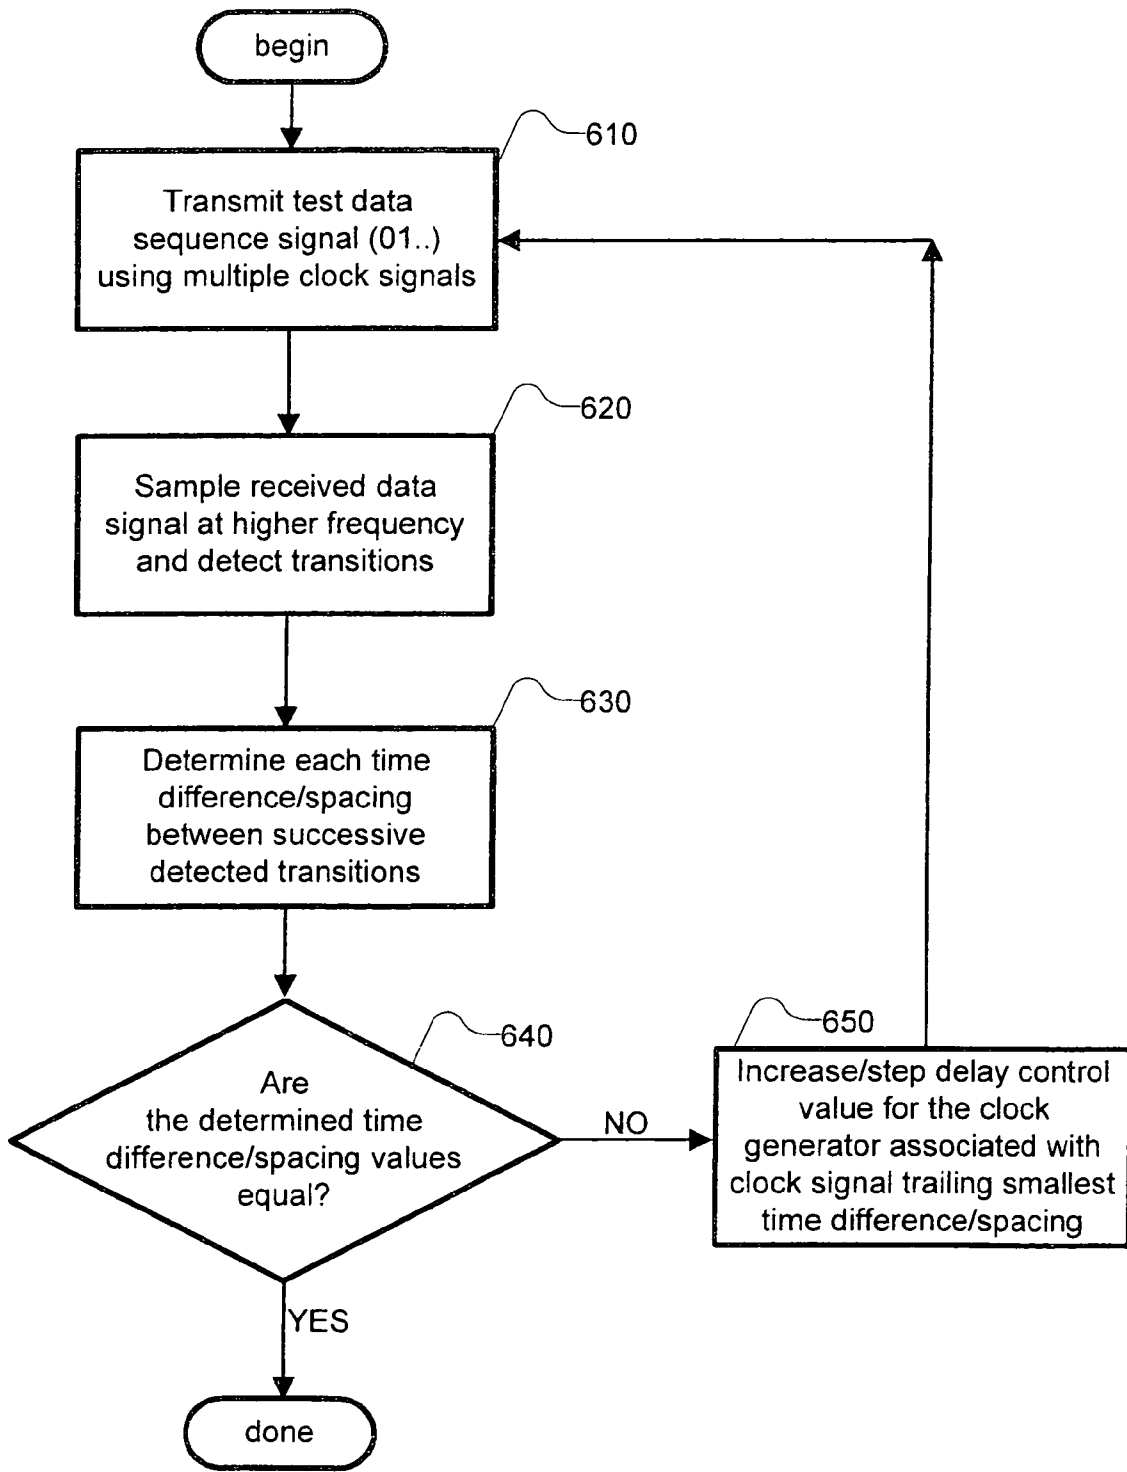 begin
610
Transmit test data
sequence signal (01..)
using multiple clock signals
620
Sample received data
signal at higher frequency
and detect transitions
630
Determine each time
difference/spacing
between successive
detected transitions
640
Are
the determined time
difference/spacing values
equal?
NO
650
Increase/step delay control
value for the clock
generator associated with
clock signal trailing smallest
time difference/spacing
YES
done